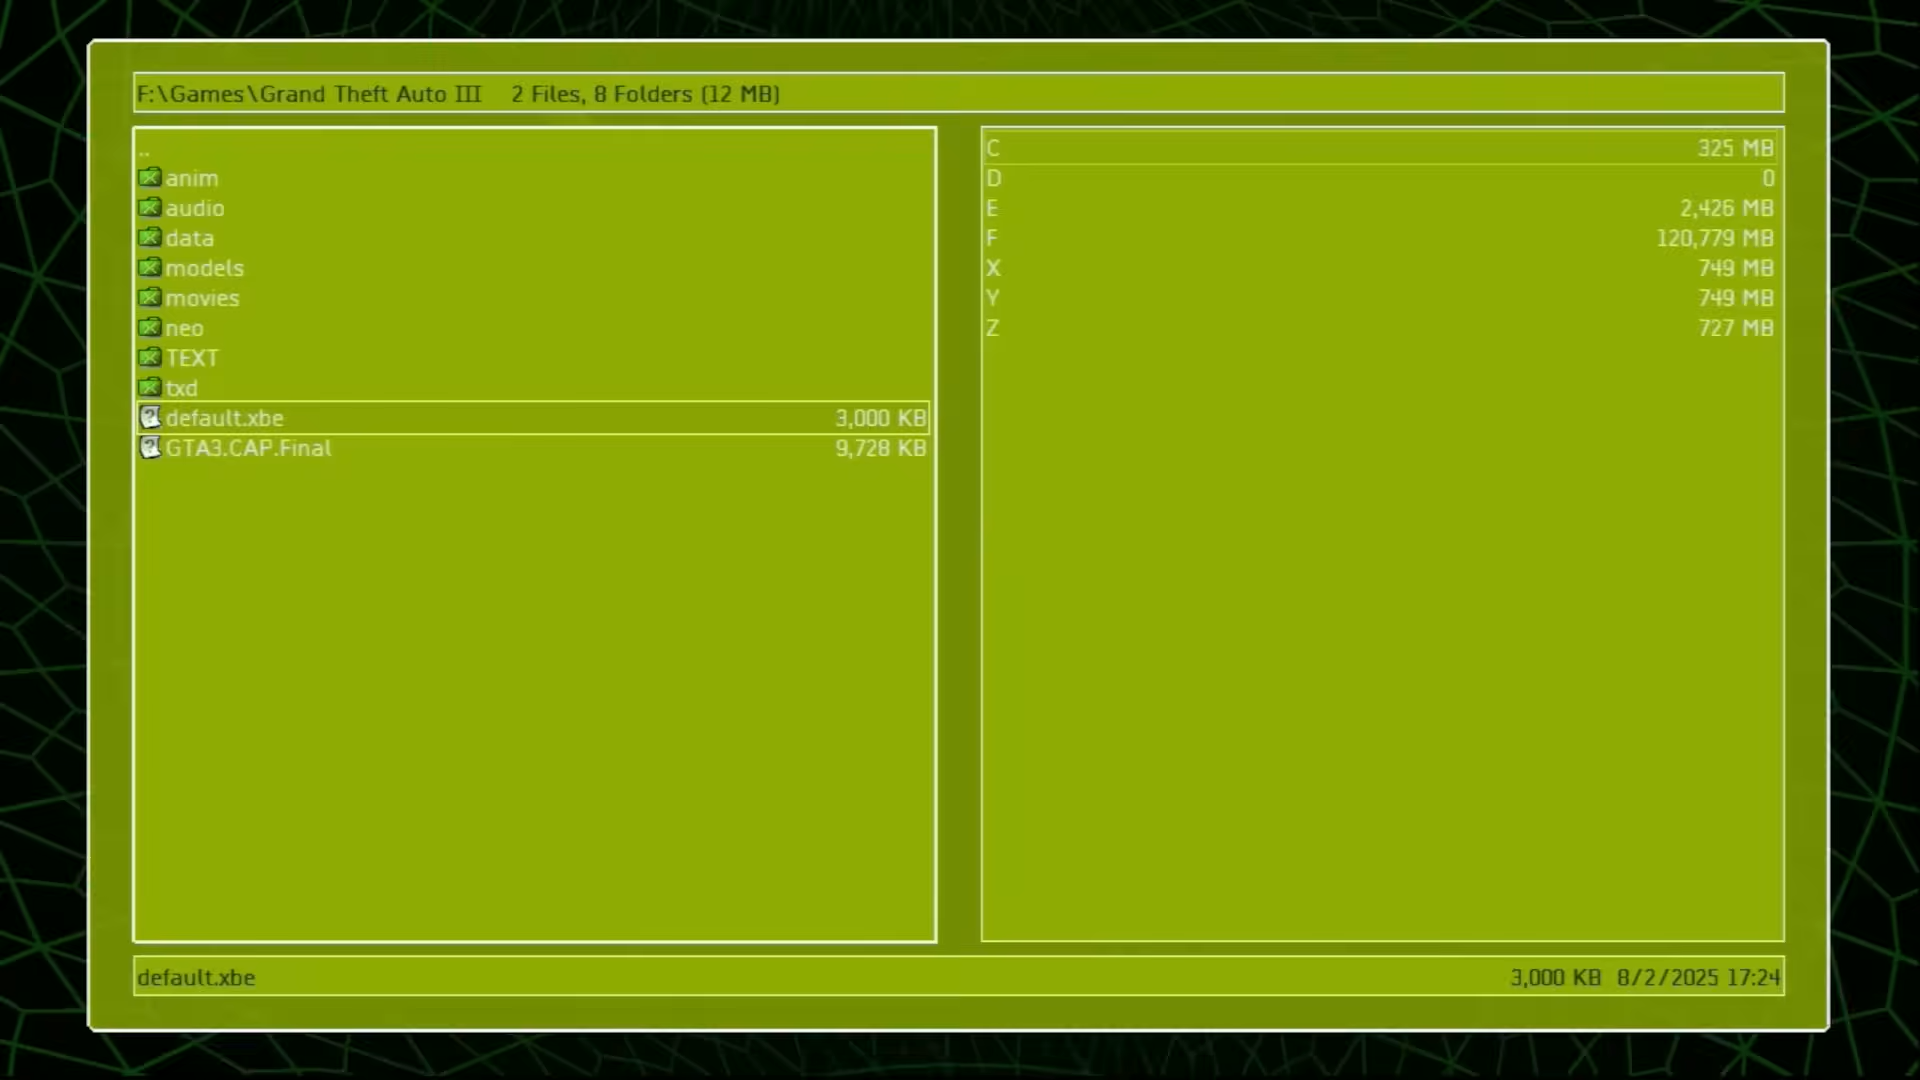 F:\Games\Grand Theft Auto III 2 Files, 8 Folders (12 MB)
..
anim
audio
data
models
movies
neo
TEXT
txd
default.xbe 3,000 KB
GTA3.CAP.Final 9,728 KB
C 325 MB
D 0
E 2,426 MB
F 120,779 MB
X 749 MB
Y 749 MB
Z 727 MB
default.xbe 3,000 KB 8/2/2025 17:24